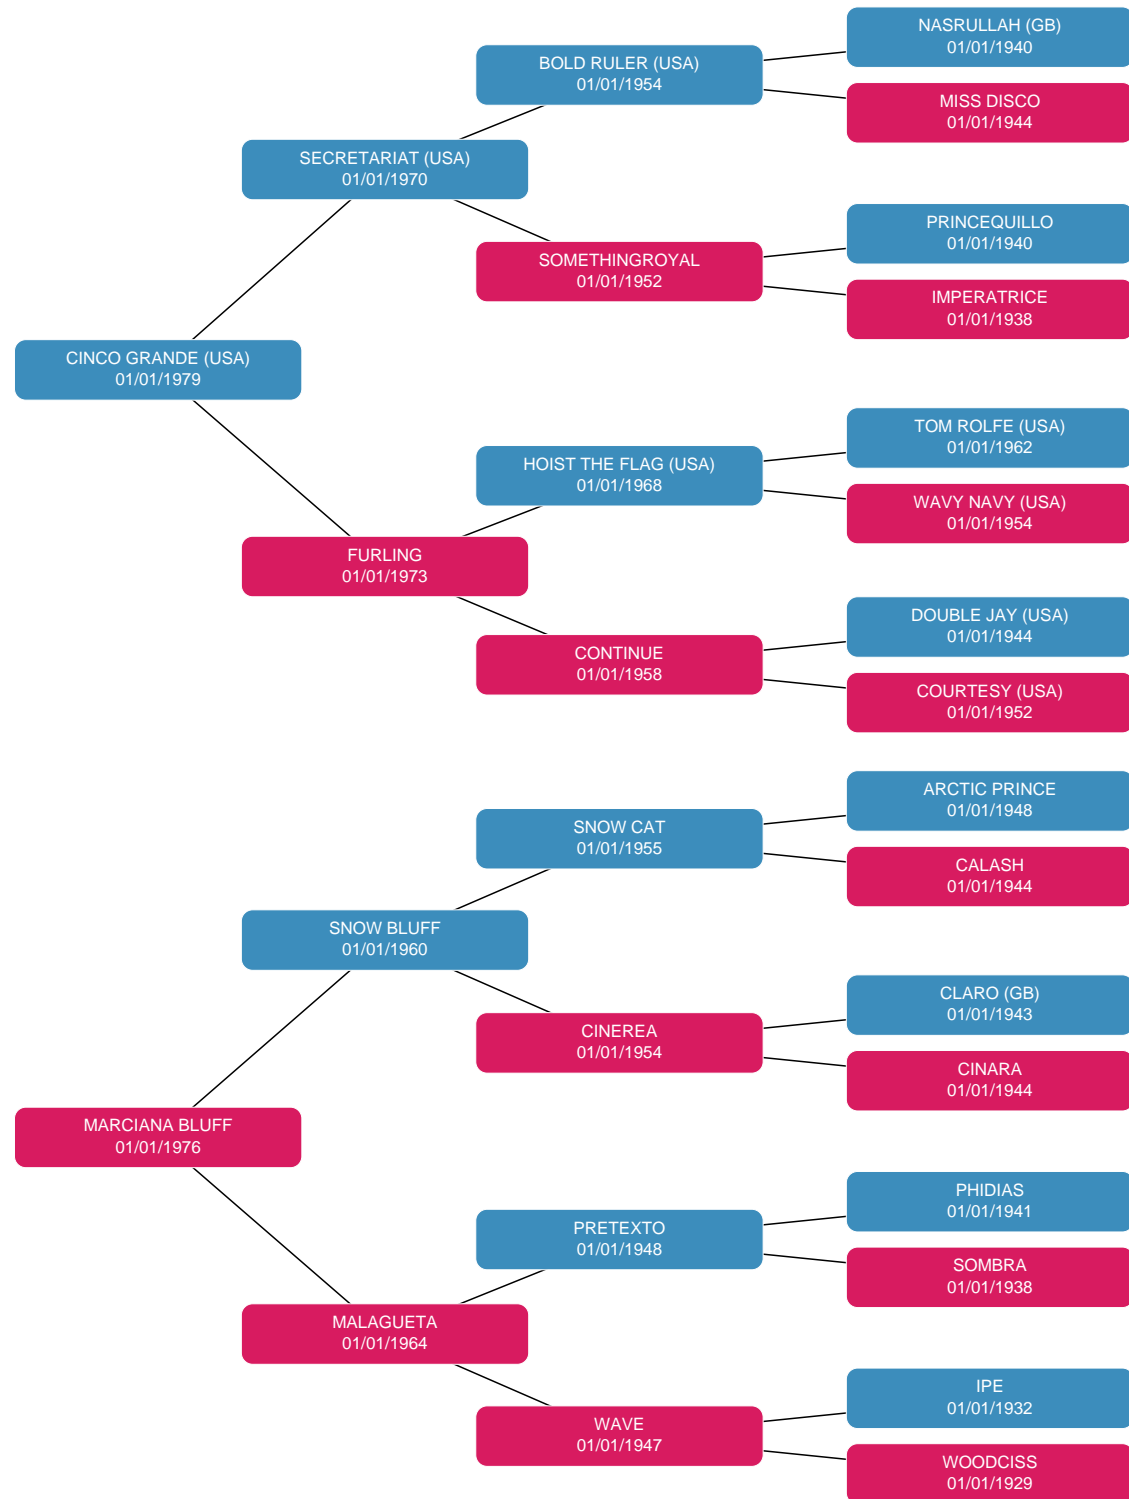 NASRULLAH (GB)
01/01/1940
BOLD RULER (USA)
01/01/1954
MISS DISCO
01/01/1944
SECRETARIAT (USA)
01/01/1970
PRINCEQUILLO
01/01/1940
SOMETHINGROYAL
01/01/1952
IMPERATRICE
01/01/1938
CINCO GRANDE (USA)
01/01/1979
TOM ROLFE (USA)
01/01/1962
HOIST THE FLAG (USA)
01/01/1968
WAVY NAVY (USA)
01/01/1954
FURLING
01/01/1973
DOUBLE JAY (USA)
01/01/1944
CONTINUE
01/01/1958
COURTESY (USA)
01/01/1952
ARCTIC PRINCE
01/01/1948
SNOW CAT
01/01/1955
CALASH
01/01/1944
SNOW BLUFF
01/01/1960
CLARO (GB)
01/01/1943
CINEREA
01/01/1954
CINARA
01/01/1944
MARCIANA BLUFF
01/01/1976
PHIDIAS
01/01/1941
PRETEXTO
01/01/1948
SOMBRA
01/01/1938
MALAGUETA
01/01/1964
IPE
01/01/1932
WAVE
01/01/1947
WOODCISS
01/01/1929